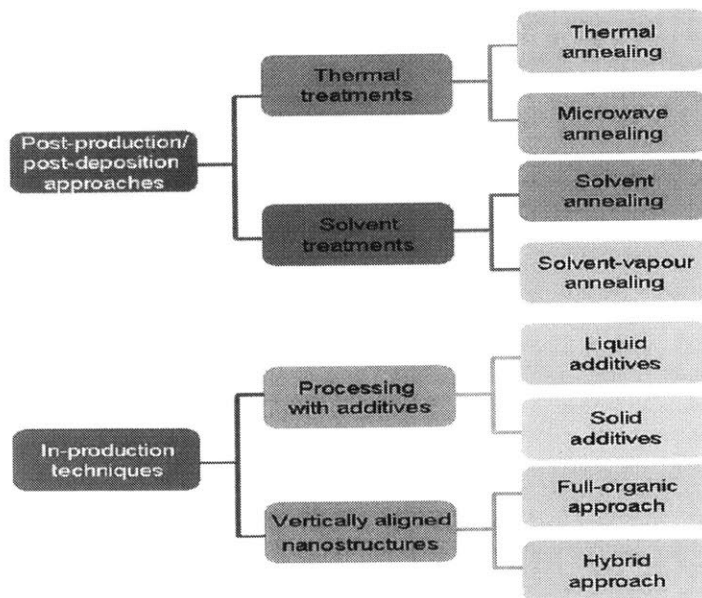 Thermal
annealing
Thermal
treatments
Microwave
annealing
Post-production/
post-deposition
approaches
Solvent
annealing
Solvent
treatments
Solvent-vapour
annealing
Liquid
additives
Processing
with additives
Solid
additives
In-production
techniques
Full-organic
approach
Vertically aligned
nanostructures
Hybrid
approach